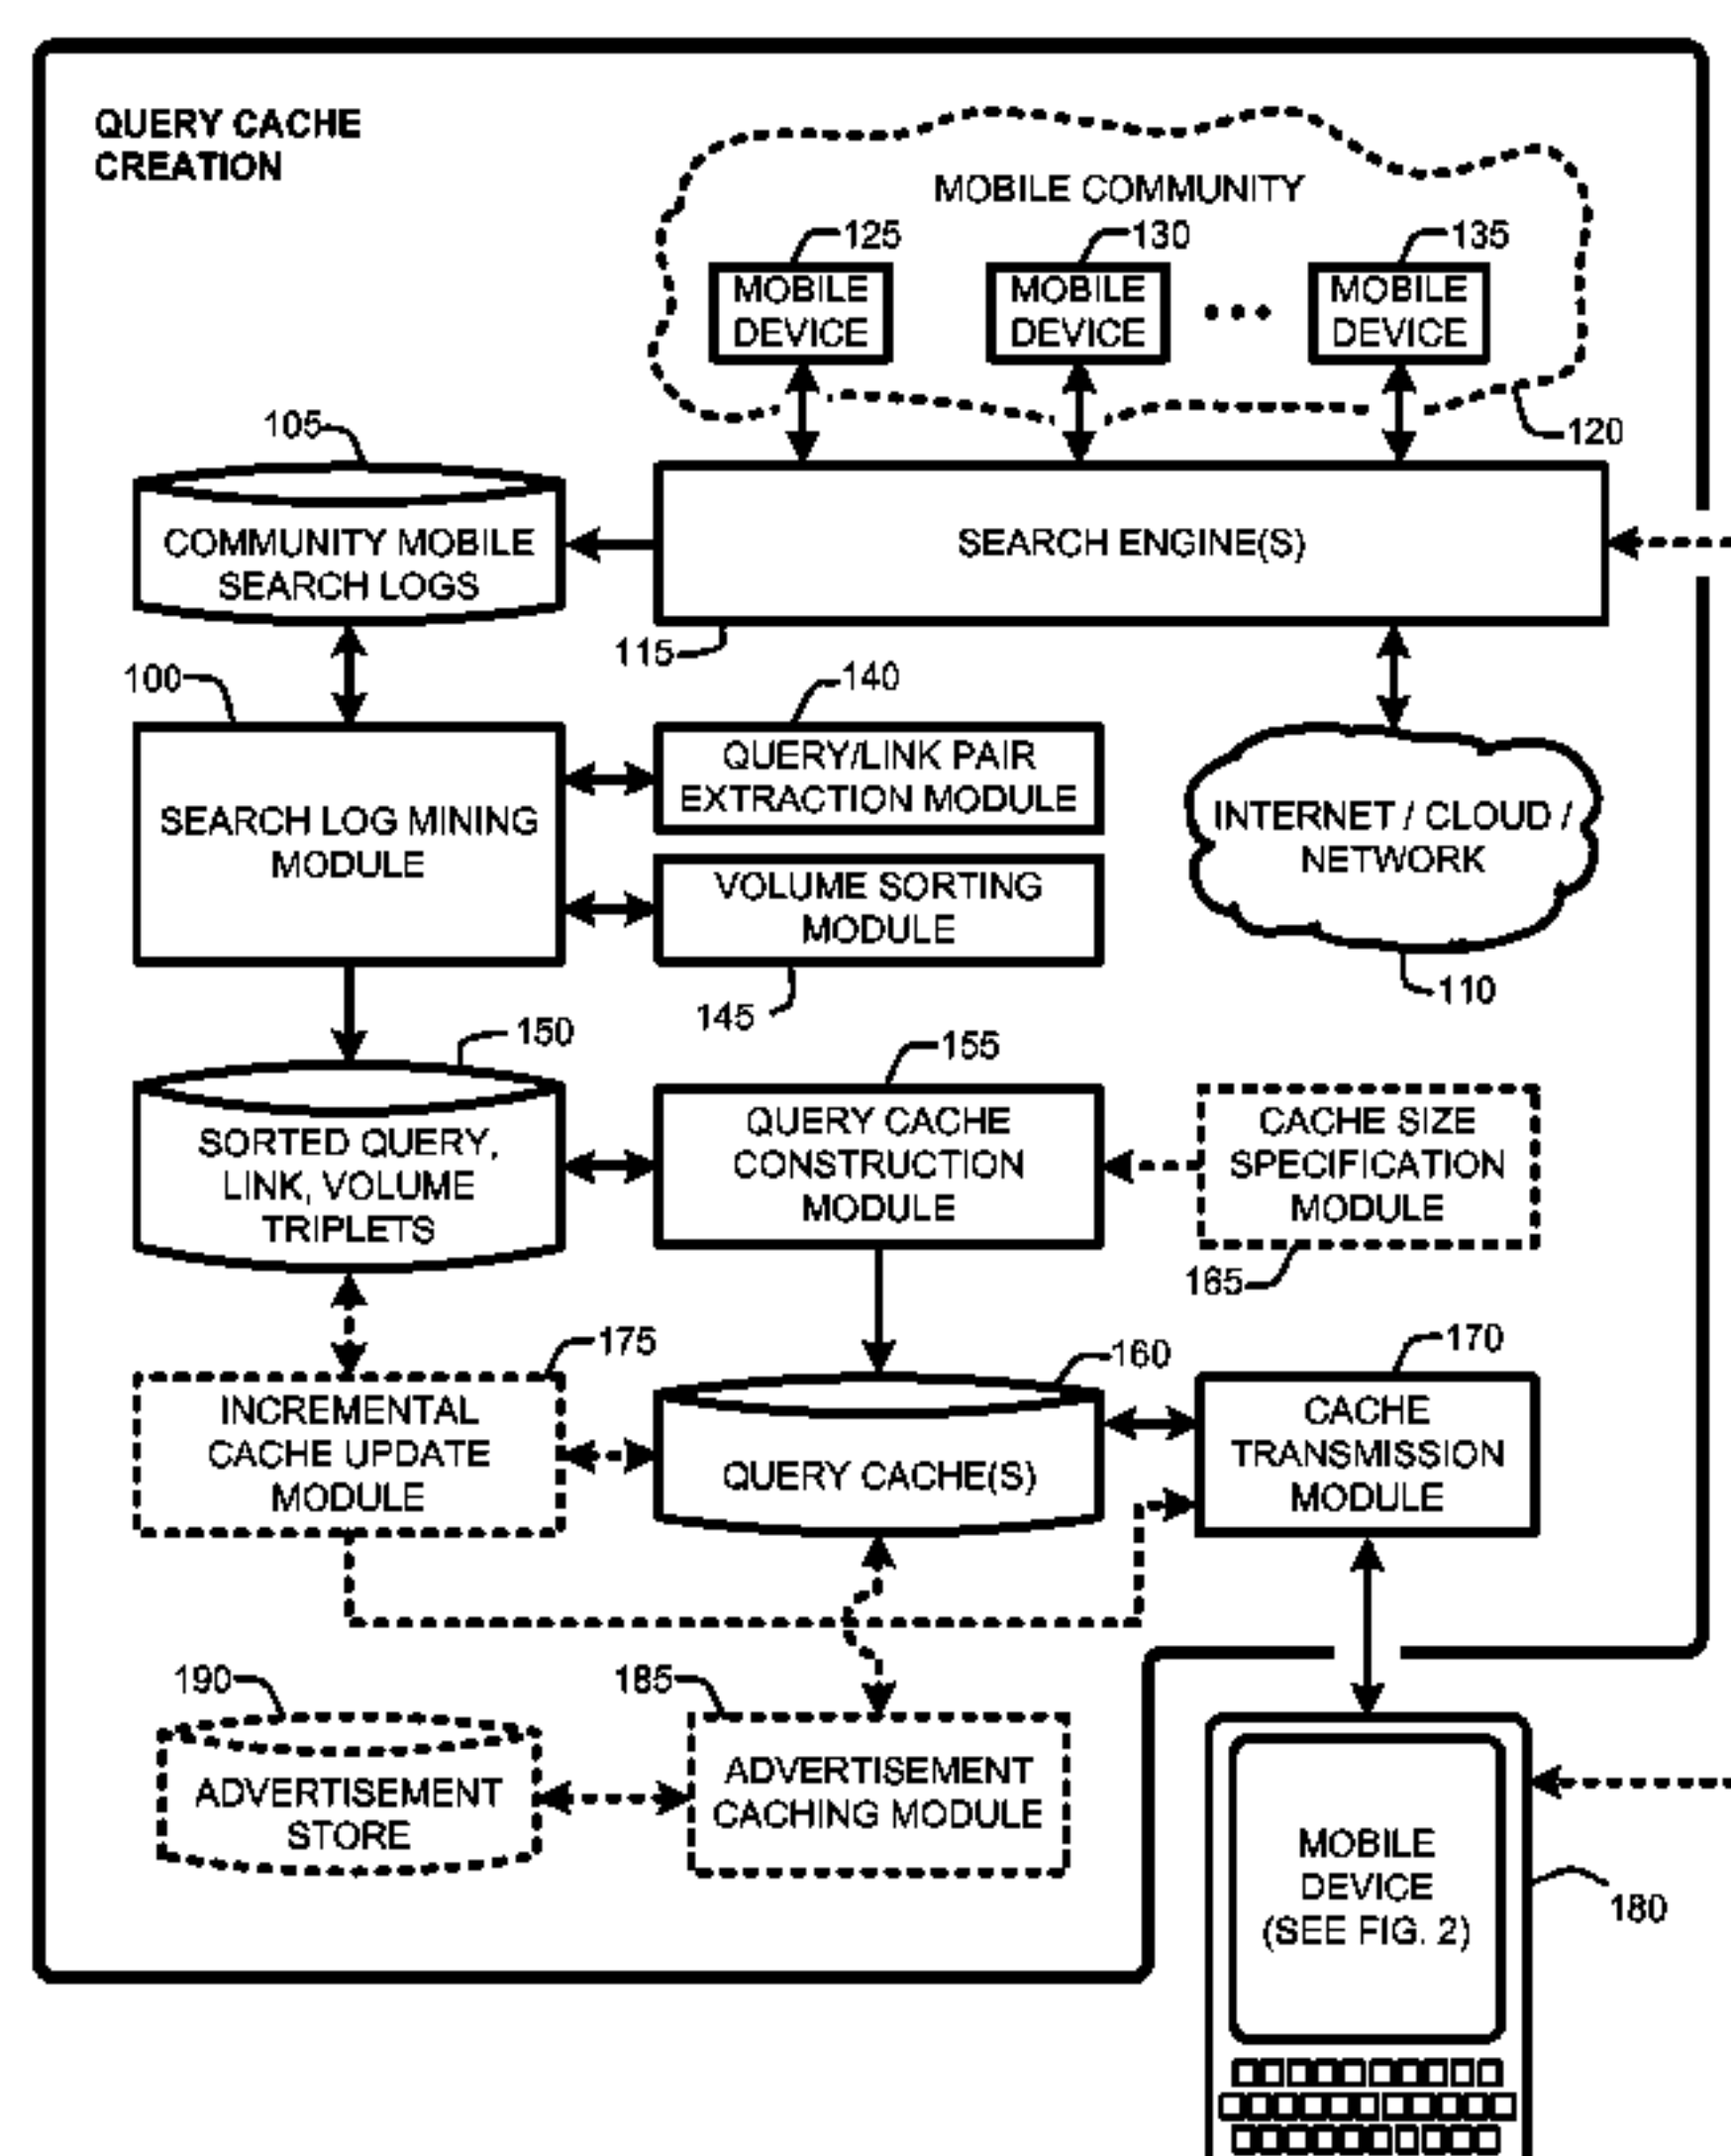 QUERY CACHE
CREATION
MOBILE COMMUNITY
125
130
135
MOBILE
DEVICE
MOBILE
DEVICE
MOBILE
DEVICE
120
105
COMMUNITY MOBILE
SEARCH LOGS
SEARCH ENGINE(S)
115
100
140
SEARCH LOG MINING
MODULE
QUERY/LINK PAIR
EXTRACTION MODULE
VOLUME SORTING
MODULE
145
INTERNET / CLOUD /
NETWORK
110
150
155
SORTED QUERY,
LINK, VOLUME
TRIPLETS
QUERY CACHE
CONSTRUCTION
MODULE
CACHE SIZE
SPECIFICATION
MODULE
165
175
160
170
INCREMENTAL
CACHE UPDATE
MODULE
QUERY CACHE(S)
CACHE
TRANSMISSION
MODULE
190
185
ADVERTISEMENT
STORE
ADVERTISEMENT
CACHING MODULE
MOBILE
DEVICE
(SEE FIG. 2)
180